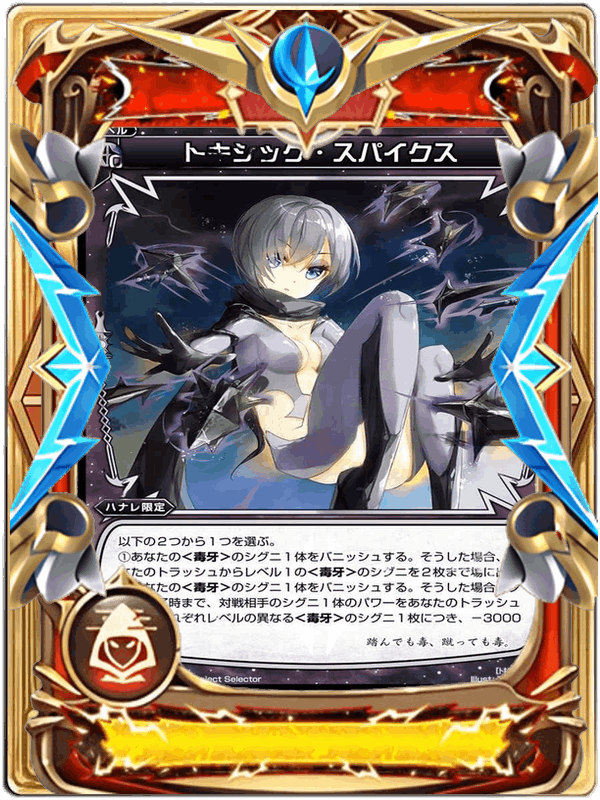 ベル
トキシック・スパイクス
ハナレ限定
以下の2つから1つを選ぶ。
①あなたの<毒牙>のシグニ1体をバニッシュする。そうした場合、
たのトラッシュからレベル1の<毒牙>のシグニを2枚まで場に出
なたの<毒牙>のシグニ1体をバニッシュする。そうした場合
時まで、対戦相手のシグニ1体のパワーをあなたのトラッシュ
れぞれレベルの異なる<毒牙>のシグニ1枚につき、-3000
踏んでも毒、蹴っても毒。
lect Selector
Illust